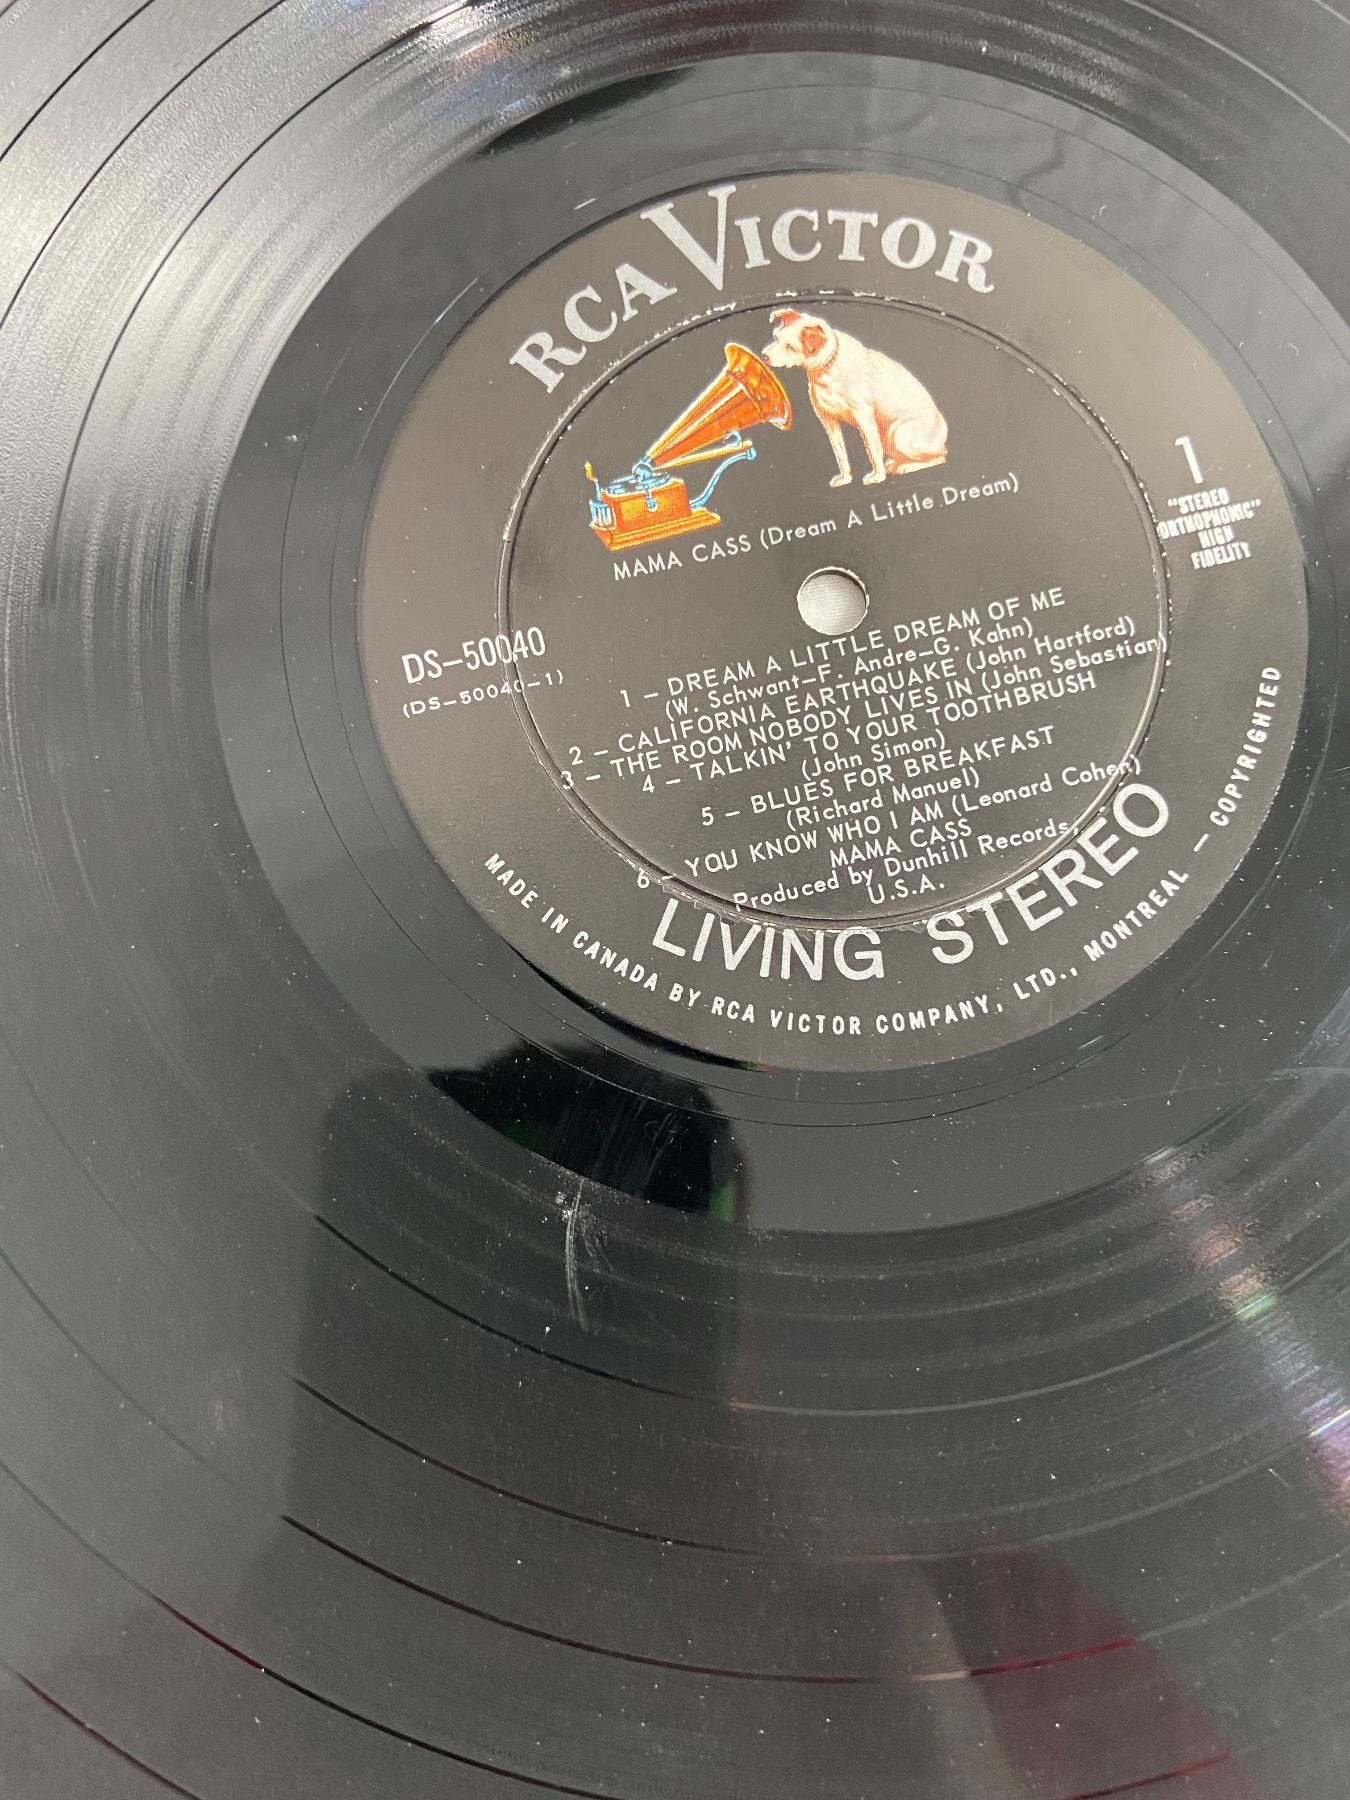 RCA VICTOR
1
"STEREO
ORTHOPHONIC"
HIGH
FIDELITY
MAMA CASS (Dream A Little Dream)
DS-50040
(DS-50040-1)
1 - DREAM A LITTLE DREAM OF ME
(W. Schwant-F. Andre-G. Kahn)
2 - CALIFORNIA EARTHQUAKE (John Hartford)
3 - THE ROOM NOBODY LIVES IN (John Sebastian)
4 - TALKIN' TO YOUR TOOTHBRUSH
(John Simon)
5 - BLUES FOR BREAKFAST
(Richard Manuel)
6 - YOU KNOW WHO I AM (Leonard Cohen)
MAMA CASS
Produced by Dunhill Records,
U.S.A.
LIVING STEREO
MADE IN CANADA BY RCA VICTOR COMPANY, LTD., MONTREAL - COPYRIGHTED